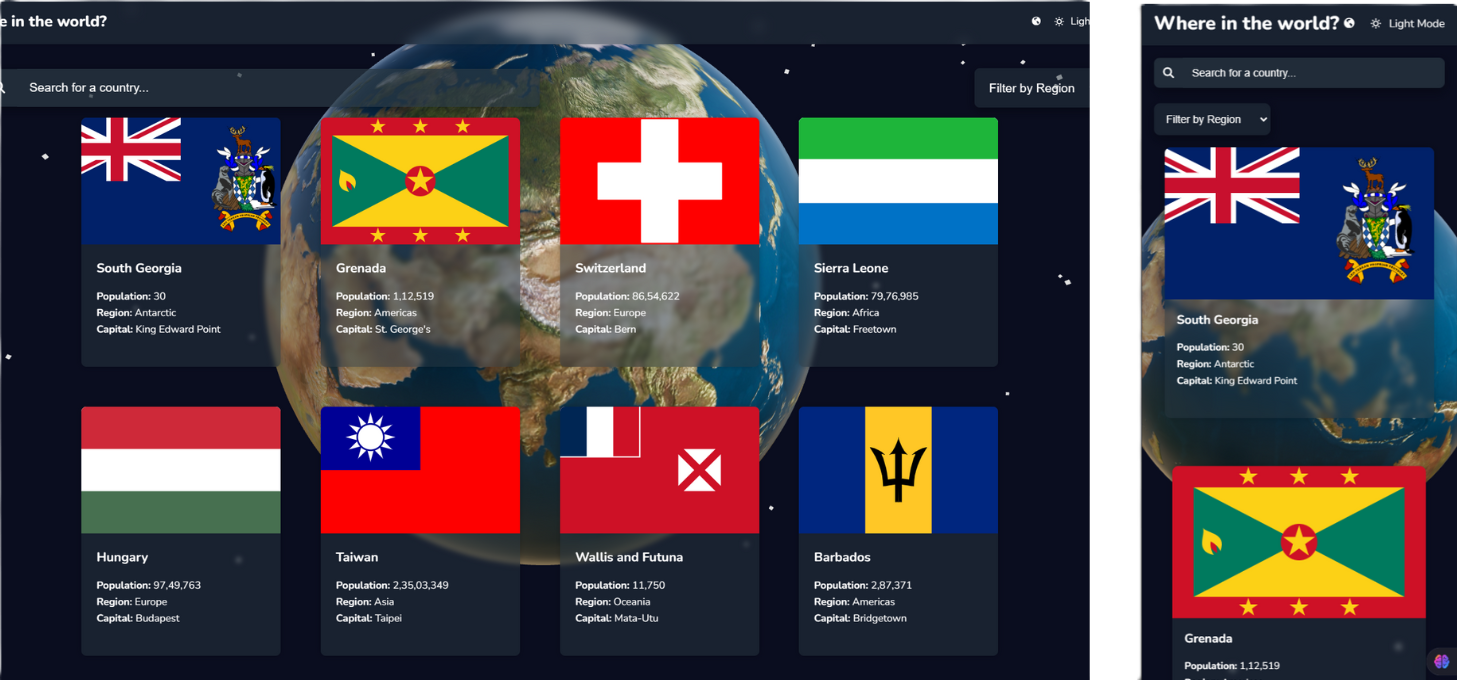 e in the world?
Ligh
Search for a country...
Filter by Region
South Georgia
Population: 30
Region: Antarctic
Capital: King Edward Point
Grenada
Population: 1,12,519
Region: Americas
Capital: St. George's
Switzerland
Population: 86,54,622
Region: Europe
Capital: Bern
Sierra Leone
Population: 79,76,985
Region: Africa
Capital: Freetown
Hungary
Population: 97,49,763
Region: Europe
Capital: Budapest
Taiwan
Population: 2,35,03,349
Region: Asia
Capital: Taipei
Wallis and Futuna
Population: 11,750
Region: Oceania
Capital: Mata-Utu
Barbados
Population: 2,87,371
Region: Americas
Capital: Bridgetown
Where in the world?
Light Mode
Search for a country...
Filter by Region
South Georgia
Population: 30
Region: Antarctic
Capital: King Edward Point
Grenada
Population: 1,12,519